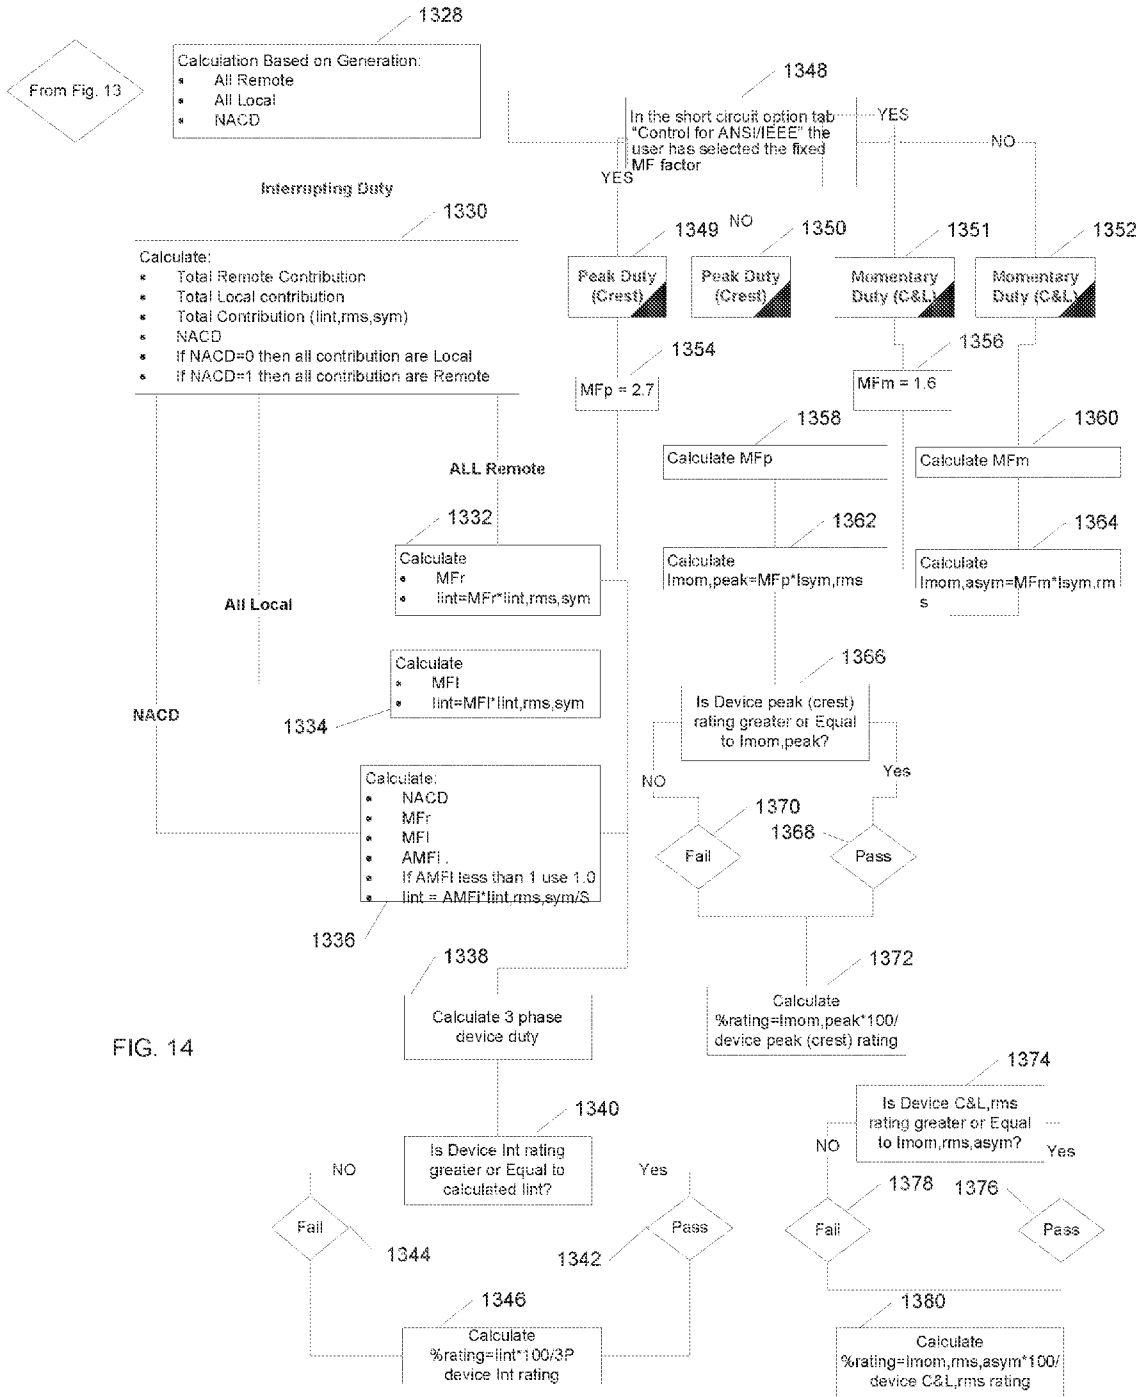 1328
From Fig. 13
Calculation Based on Generation:
• All Remote
• All Local
• NACD
1348
In the short circuit option tab
"Control for ANSI/IEEE" the
user has selected the fixed
MF factor
YES
NO
YES
Interrupting Duty
1330
Calculate:
• Total Remote Contribution
• Total Local contribution
• Total Contribution (Iint,rms,sym)
• NACD
• If NACD=0 then all contribution are Local
• If NACD=1 then all contribution are Remote
1349
NO
1350
1351
1352
Peak Duty
(Crest)
Peak Duty
(Crest)
Momentary
Duty (C&L)
Momentary
Duty (C&L)
1354
MFp = 2.7
1356
MFm = 1.6
1358
Calculate MFp
1360
Calculate MFm
ALL Remote
1332
Calculate
• MFr
• Iint=MFr*Iint,rms,sym
1362
Calculate
Imom,peak=MFp*Isym,rms
1364
Calculate
Imom,asym=MFm*Isym,rm
s
All Local
Calculate
• MFl
• Iint=MFl*Iint,rms,sym
1334
NACD
1366
Is Device peak (crest)
rating greater or Equal
to Imom,peak?
NO
Yes
Calculate:
• NACD
• MFr
• MFl
• AMFI .
• If AMFI less than 1 use 1.0
• Iint = AMFi*Iint,rms,sym/S
1336
1370
1368
Fail
Pass
1338
Calculate 3 phase
device duty
1372
Calculate
%rating=Imom,peak*100/
device peak (crest) rating
FIG. 14
1340
Is Device Int rating
greater or Equal to
calculated Iint?
NO
Yes
Fail
Pass
1344
1342
1346
Calculate
%rating=Iint*100/3P
device Int rating
1374
Is Device C&L,rms
rating greater or Equal
to Imom,rms,asym?
NO
Yes
1378
1376
Fail
Pass
1380
Calculate
%rating=Imom,rms,asym*100/
device C&L,rms rating